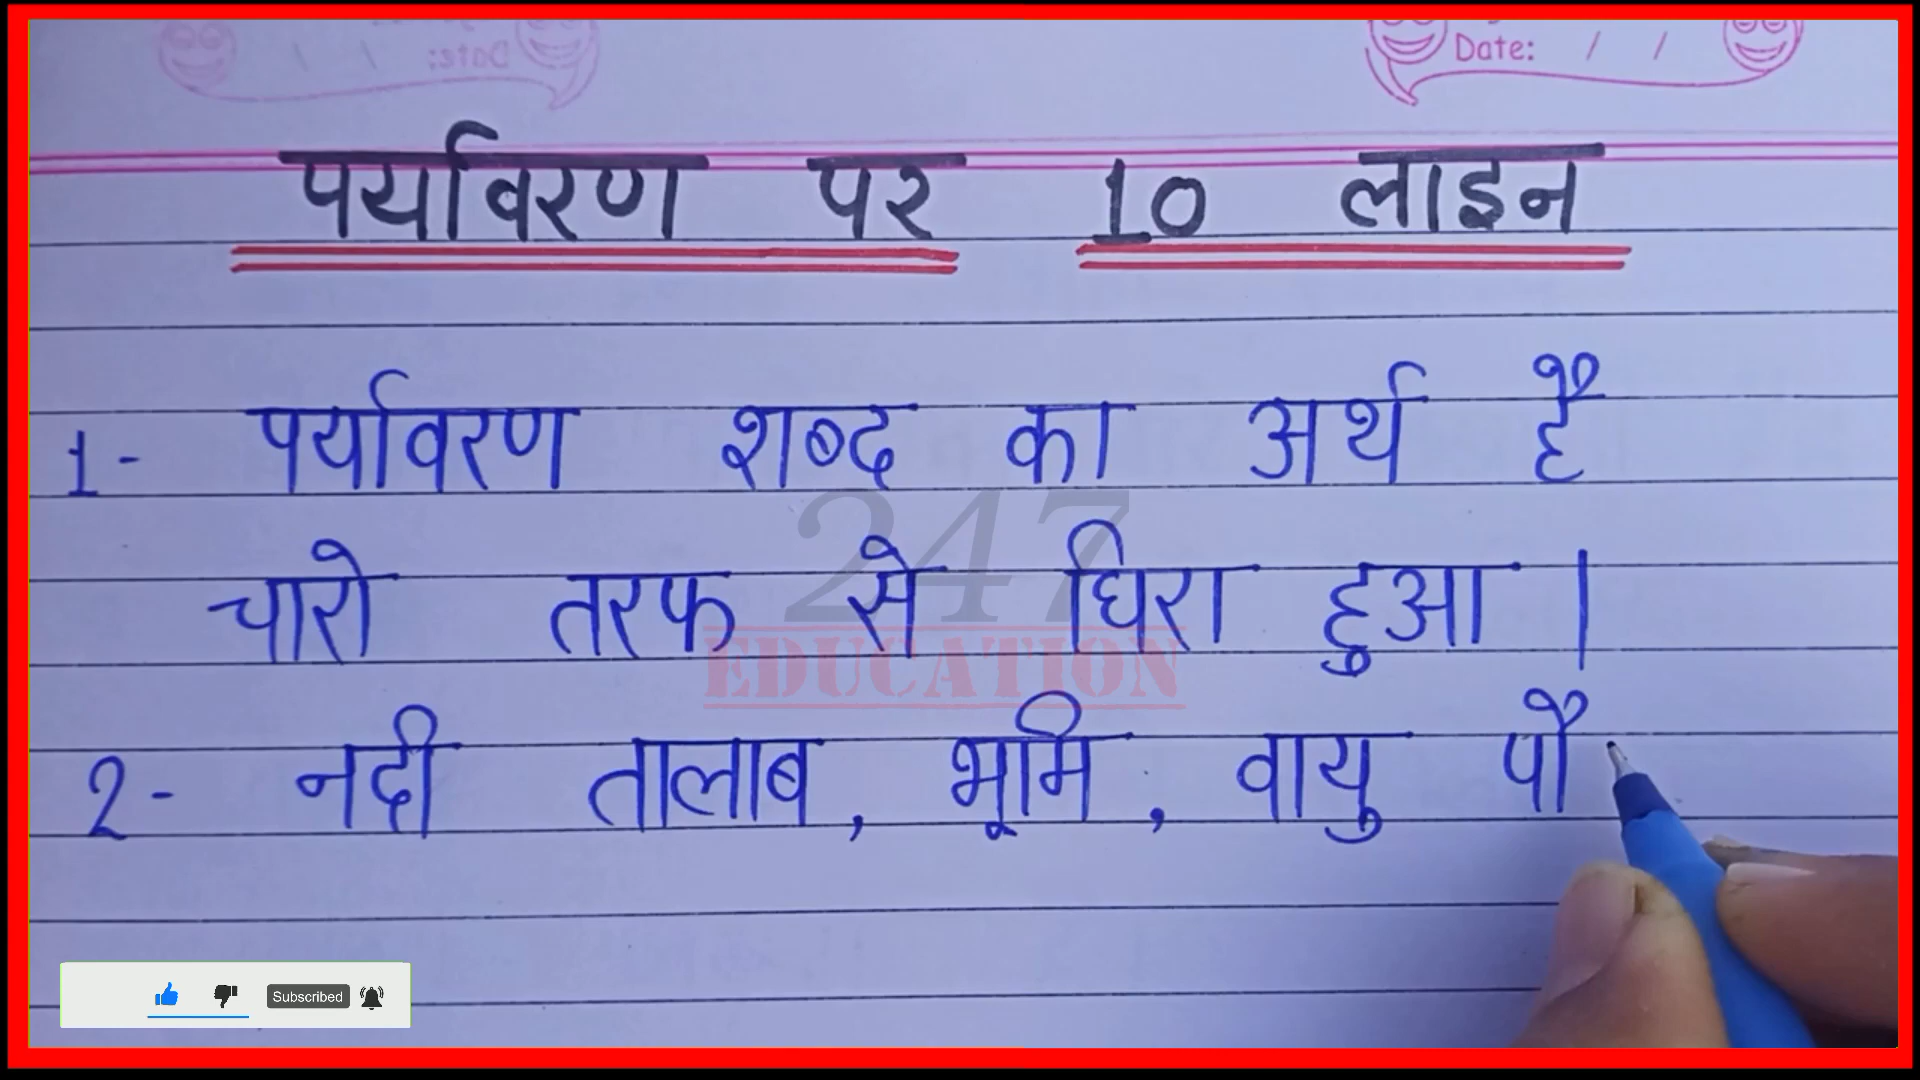 Date: / /
पर्यावरण पर 10 लाइन
1- पर्यावरण शब्द का अर्थ है
चारो तरफ से घिरा हुआ |
2- नदी तालाब, भूमि, वायु पौ
247
EDUCATION
Subscribed